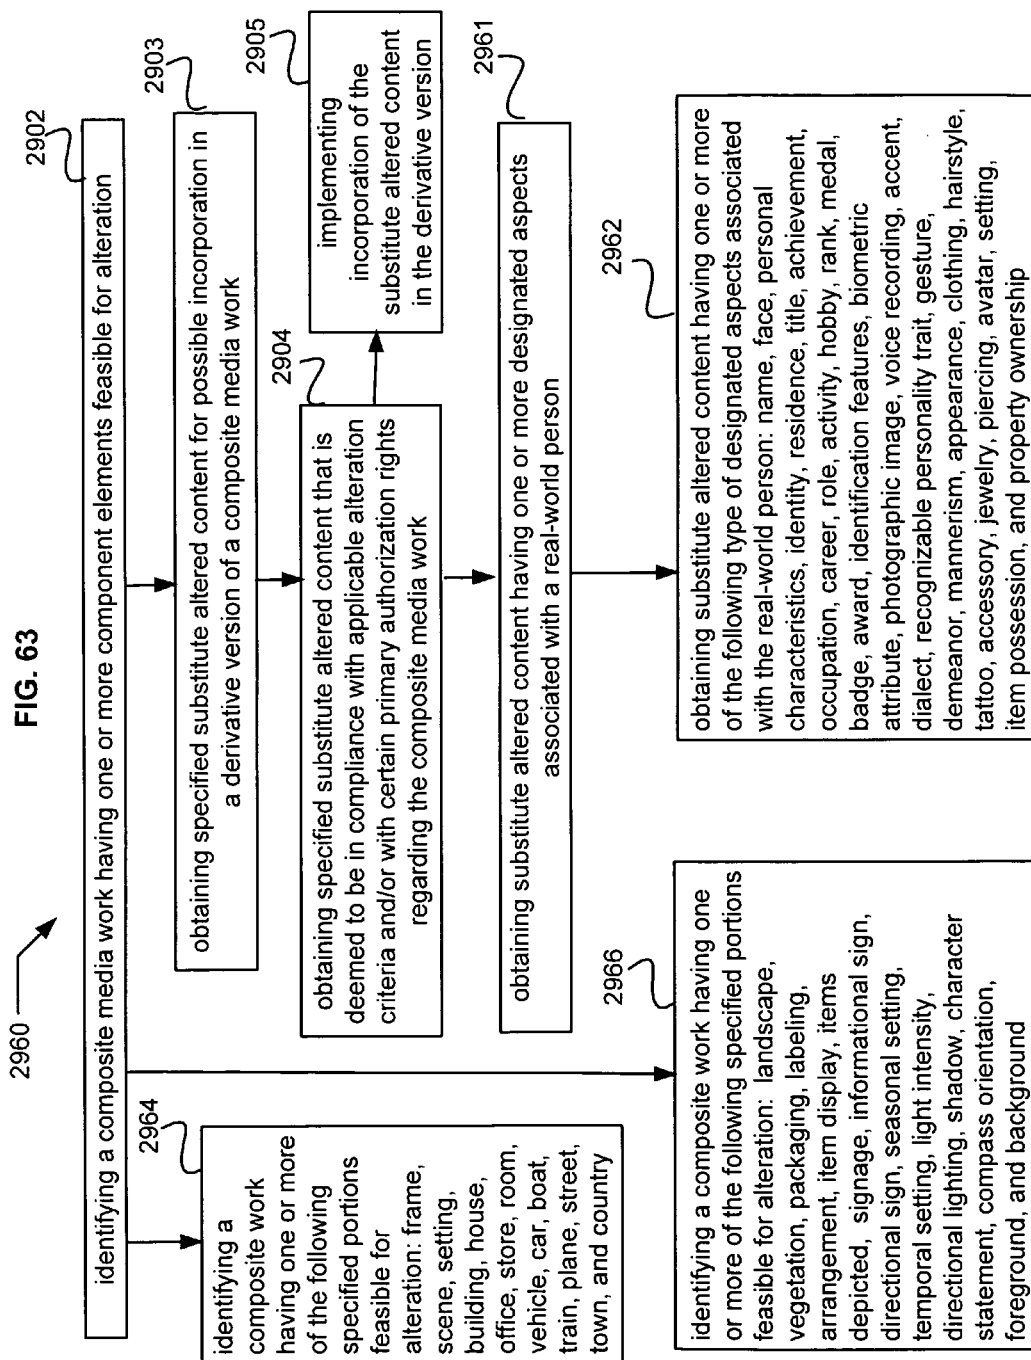 FIG. 63
2960
2902
identifying a composite media work having one or more component elements feasible for alteration
2903
obtaining specified substitute altered content for possible incorporation in
a derivative version of a composite media work
2904
obtaining specified substitute altered content that is
deemed to be in compliance with applicable alteration
criteria and/or with certain primary authorization rights
regarding the composite media work
2905
implementing
incorporation of the
substitute altered content
in the derivative version
2961
obtaining substitute altered content having one or more designated aspects
associated with a real-world person
2964
identifying a
composite work
having one or more
of the following
specified portions
feasible for
alteration: frame,
scene, setting,
building, house,
office, store, room,
vehicle, car, boat,
train, plane, street,
town, and country
2966
identifying a composite work having one
or more of the following specified portions
feasible for alteration: landscape,
vegetation, packaging, labeling,
arrangement, item display, items
depicted, signage, informational sign,
directional sign, seasonal setting,
temporal setting, light intensity,
directional lighting, shadow, character
statement, compass orientation,
foreground, and background
2962
obtaining substitute altered content having one or more
of the following type of designated aspects associated
with the real-world person: name, face, personal
characteristics, identity, residence, title, achievement,
occupation, career, role, activity, hobby, rank, medal,
badge, award, identification features, biometric
attribute, photographic image, voice recording, accent,
dialect, recognizable personality trait, gesture,
demeanor, mannerism, appearance, clothing, hairstyle,
tattoo, accessory, jewelry, piercing, avatar, setting,
item possession, and property ownership